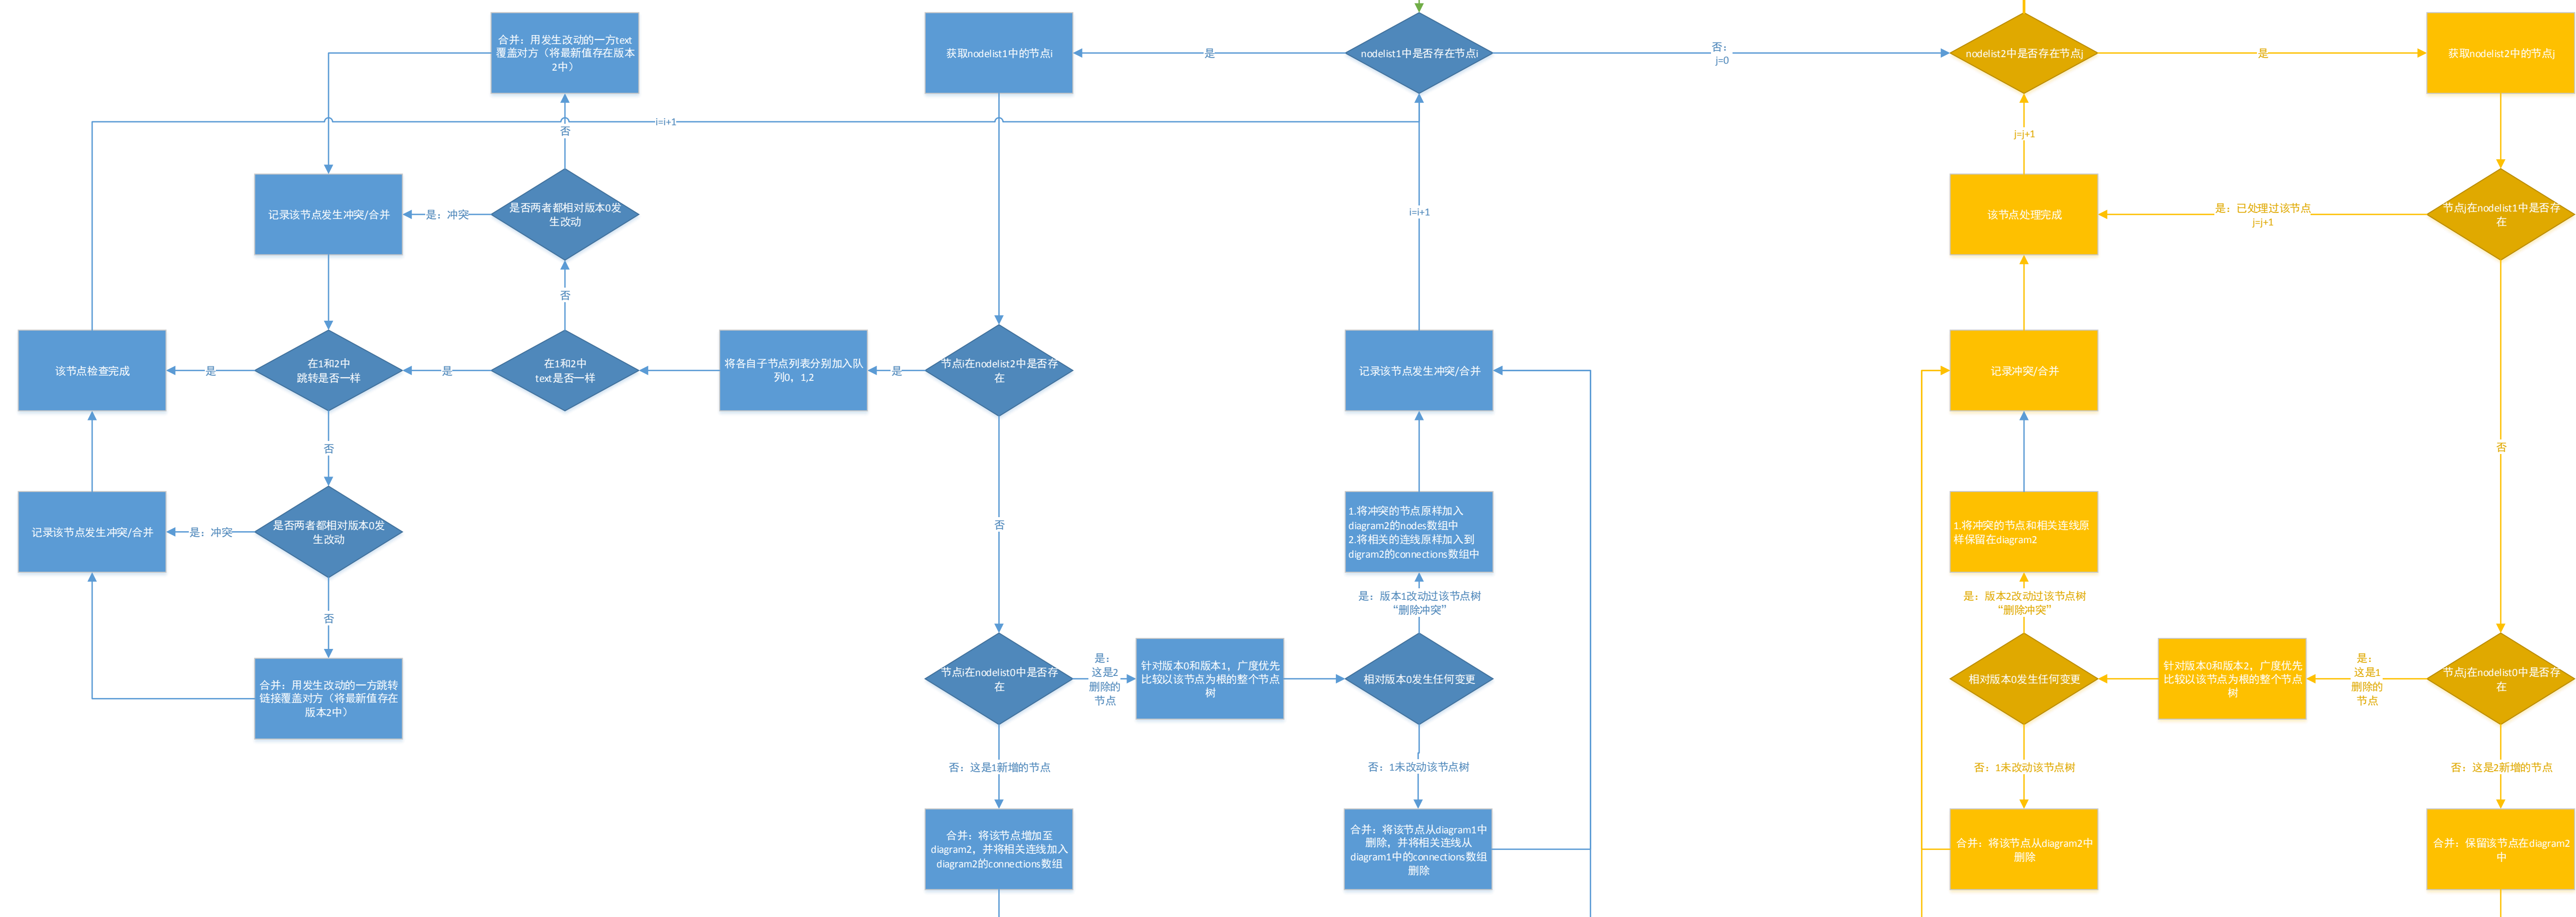 合并：用发生改动的一方text
覆盖对方（将最新值存在版本
2中）
获取nodelist1中的节点i
是
nodelist1中是否存在节点i
否：
j=0
nodelist2中是否存在节点j
是
获取nodelist2中的节点j
i=i+1
否
j=j+1
记录该节点发生冲突/合并
是：冲突
是否两者都相对版本0发
生改动
i=i+1
该节点处理完成
是：已处理过该节点
j=j+1
节点j在nodelist1中是否存
在
否
该节点检查完成
是
在1和2中
跳转是否一样
是
在1和2中
text是否一样
将各自子节点列表分别加入队
列0，1,2
是
节点i在nodelist2中是否存
在
记录该节点发生冲突/合并
记录冲突/合并
否
否
记录该节点发生冲突/合并
是：冲突
是否两者都相对版本0发
生改动
否
1.将冲突的节点原样加入
diagram2的nodes数组中
2.将相关的连线原样加入到
digram2的connections数组中
1.将冲突的节点和相关连线原
样保留在diagram2
否
是：版本1改动过该节点树
“删除冲突”
是：版本2改动过该节点树
“删除冲突”
合并：用发生改动的一方跳转
链接覆盖对方（将最新值存在
版本2中）
节点i在nodelist0中是否存
在
是：
这是2
删除的
节点
针对版本0和版本1，广度优先
比较以该节点为根的整个节点
树
相对版本0发生任何变更
相对版本0发生任何变更
针对版本0和版本2，广度优先
比较以该节点为根的整个节点
树
是：
这是1
删除的
节点
节点j在nodelist0中是否存
在
否：这是1新增的节点
否：1未改动该节点树
否：1未改动该节点树
否：这是2新增的节点
合并：将该节点增加至
diagram2，并将相关连线加入
diagram2的connections数组
合并：将该节点从diagram1中
删除，并将相关连线从
diagram1中的connections数组
删除
合并：将该节点从diagram2中
删除
合并：保留该节点在diagram2
中